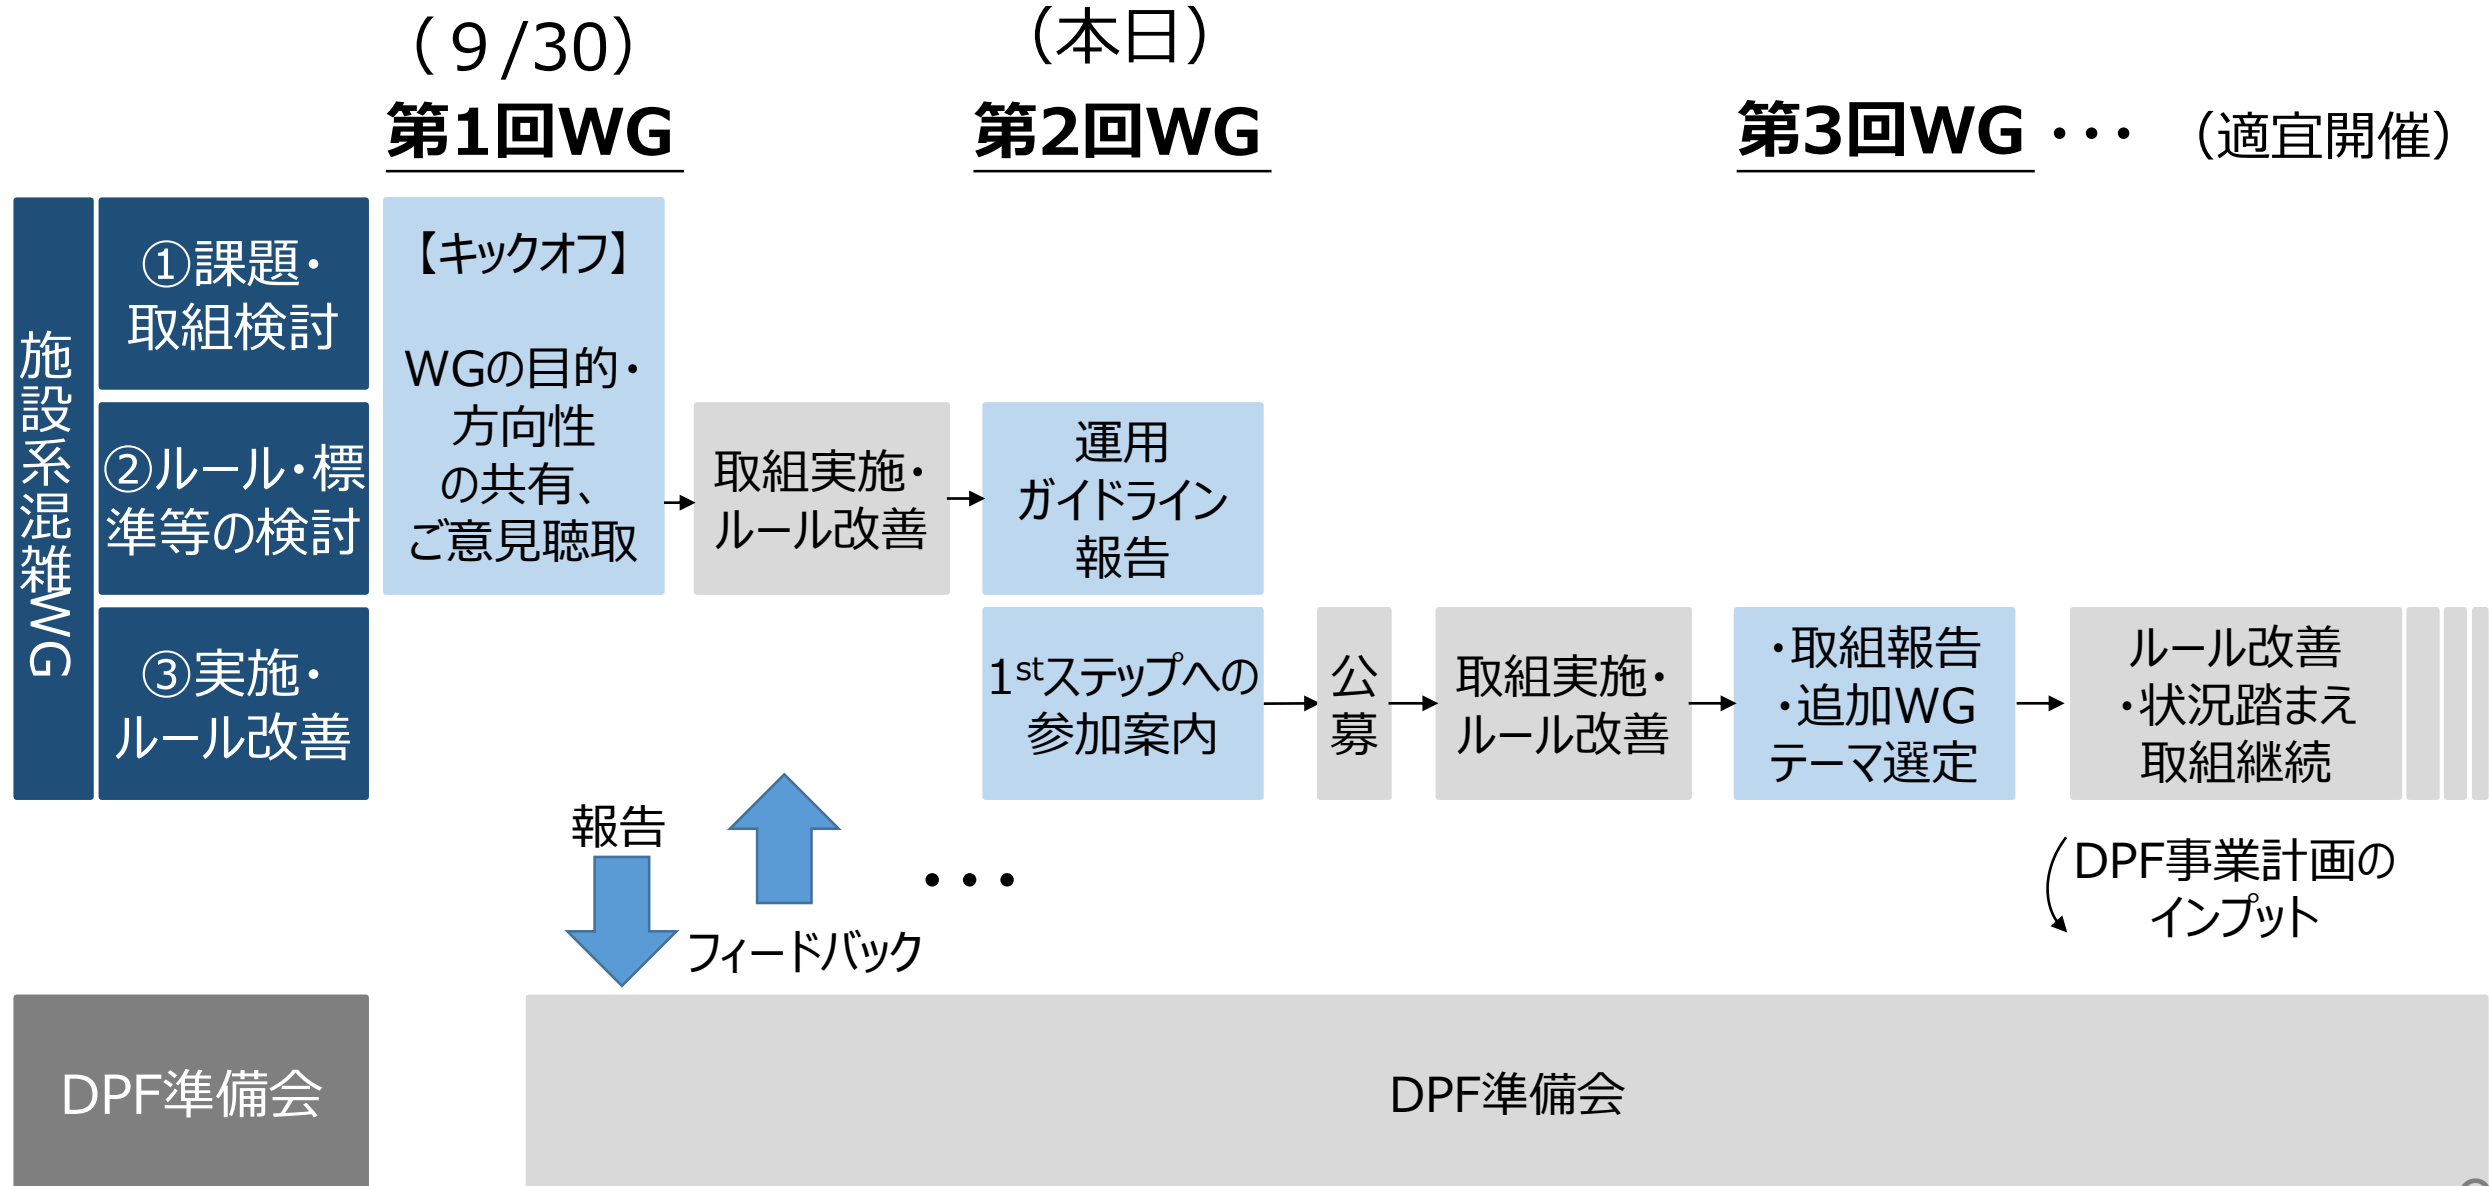 （９/30）
（本日）
第1回WG
第2回WG
第3回WG ・・・ （適宜開催）
施設系混雑WG
①課題・
取組検討
②ルール・標
準等の検討
③実施・
ルール改善
【キックオフ】
WGの目的・
方向性
の共有、
ご意見聴取
取組実施・
ルール改善
運用
ガイドライン
報告
1stステップへの
参加案内
公
募
取組実施・
ルール改善
・取組報告
・追加WG
テーマ選定
ルール改善
・状況踏まえ
取組継続
報告
フィードバック
・・・
DPF事業計画の
インプット
DPF準備会
DPF準備会